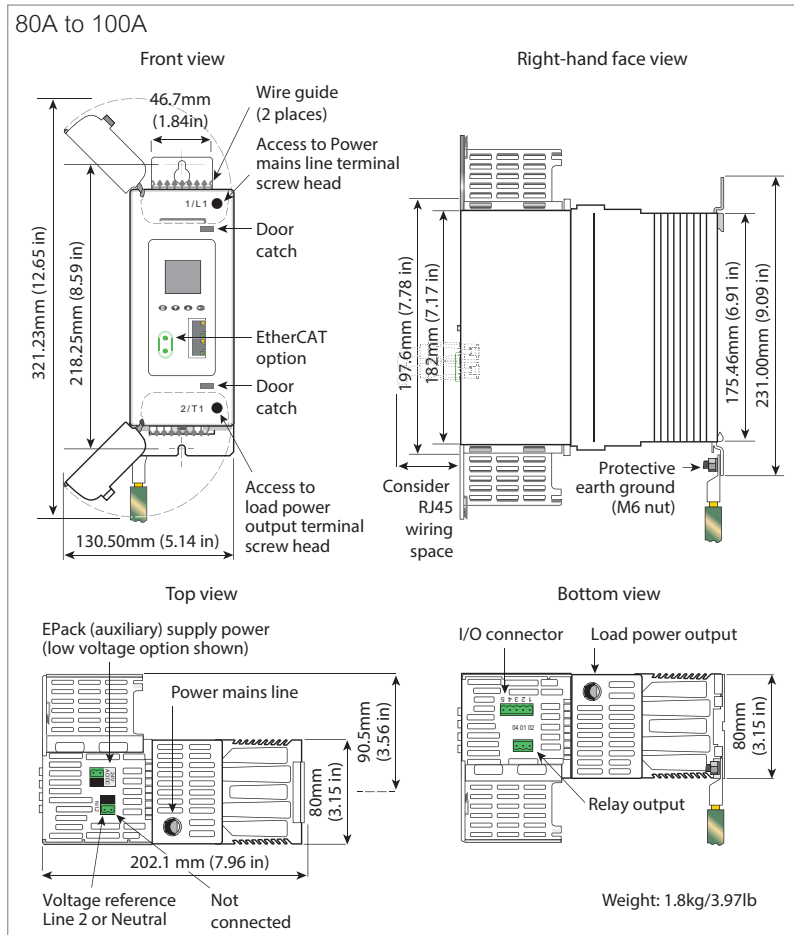 80A to 100A
Front view
Right-hand face view
46.7mm
(1.84in)
Wire guide
(2 places)
Access to Power
mains line terminal
screw head
1/L1
Door
catch
EtherCAT
option
Door
catch
2/T1
Access to
load power
output terminal
screw head
321.23mm (12.65 in)
218.25mm (8.59 in)
130.50mm (5.14 in)
197.6mm (7.78 in)
182mm (7.17 in)
175.46mm (6.91 in)
231.00mm (9.09 in)
Consider
RJ45
wiring
space
Protective
earth ground
(M6 nut)
Top view
EPack (auxiliary) supply power
(low voltage option shown)
Power mains line
90.5mm
(3.56 in)
80mm
(3.15 in)
202.1 mm (7.96 in)
Voltage reference
Line 2 or Neutral
Not
connected
Bottom view
I/O connector
Load power output
1 2 3 4 5
04 01 02
Relay output
80mm
(3.15 in)
Weight: 1.8kg/3.97lb